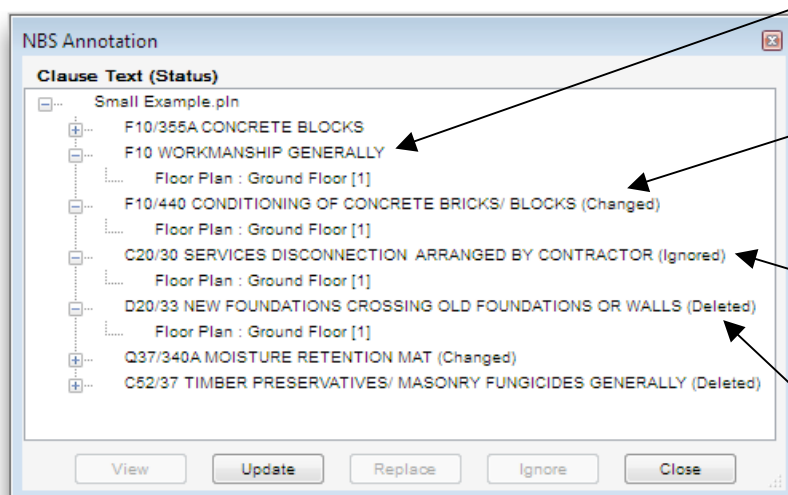 NBS Annotation
Clause Text (Status)
Small Example.pln
F10/355A CONCRETE BLOCKS
F10 WORKMANSHIP GENERALLY
Floor Plan : Ground Floor [1]
F10/440 CONDITIONING OF CONCRETE BRICKS/ BLOCKS (Changed)
Floor Plan : Ground Floor [1]
C20/30 SERVICES DISCONNECTION ARRANGED BY CONTRACTOR (Ignored)
Floor Plan : Ground Floor [1]
D20/33 NEW FOUNDATIONS CROSSING OLD FOUNDATIONS OR WALLS (Deleted)
Floor Plan : Ground Floor [1]
Q37/340A MOISTURE RETENTION MAT (Changed)
C52/37 TIMBER PRESERVATIVES/ MASONRY FUNGICIDES GENERALLY (Deleted)
View Update Replace Ignore Close